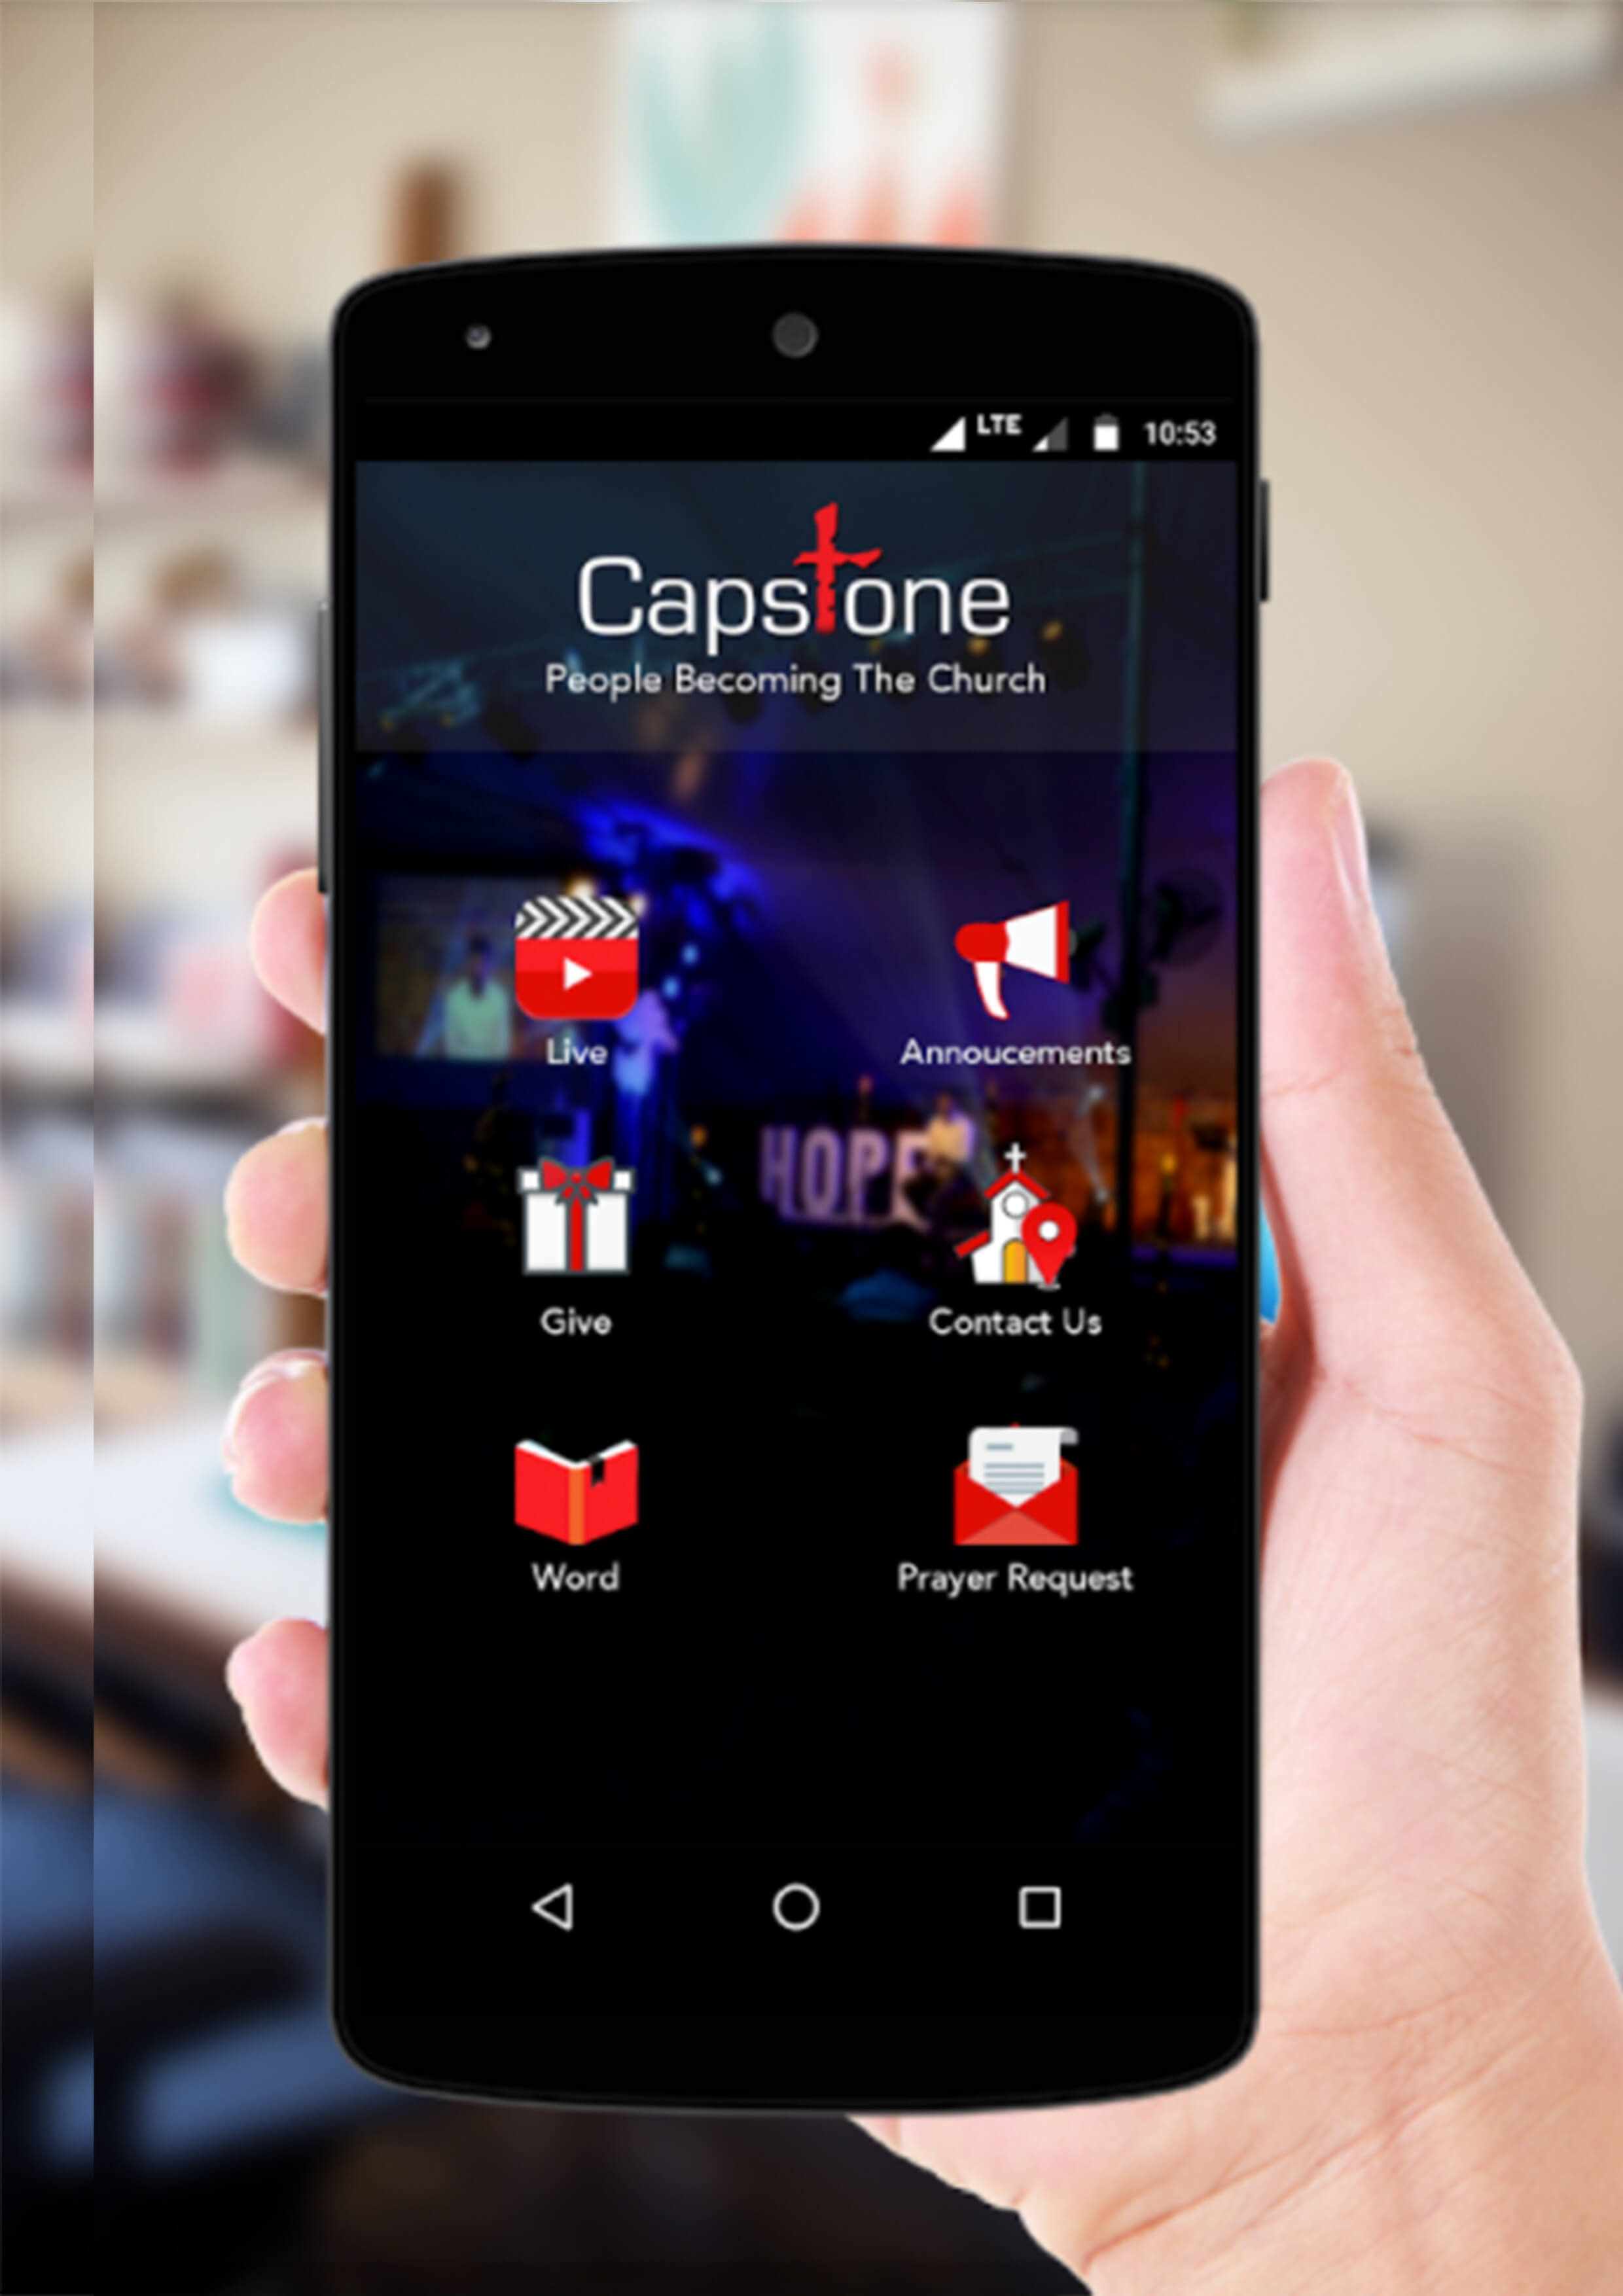 LTE 10:53
Capstone
People Becoming The Church
Live
Annoucements
HOPE
Give
Contact Us
Word
Prayer Request